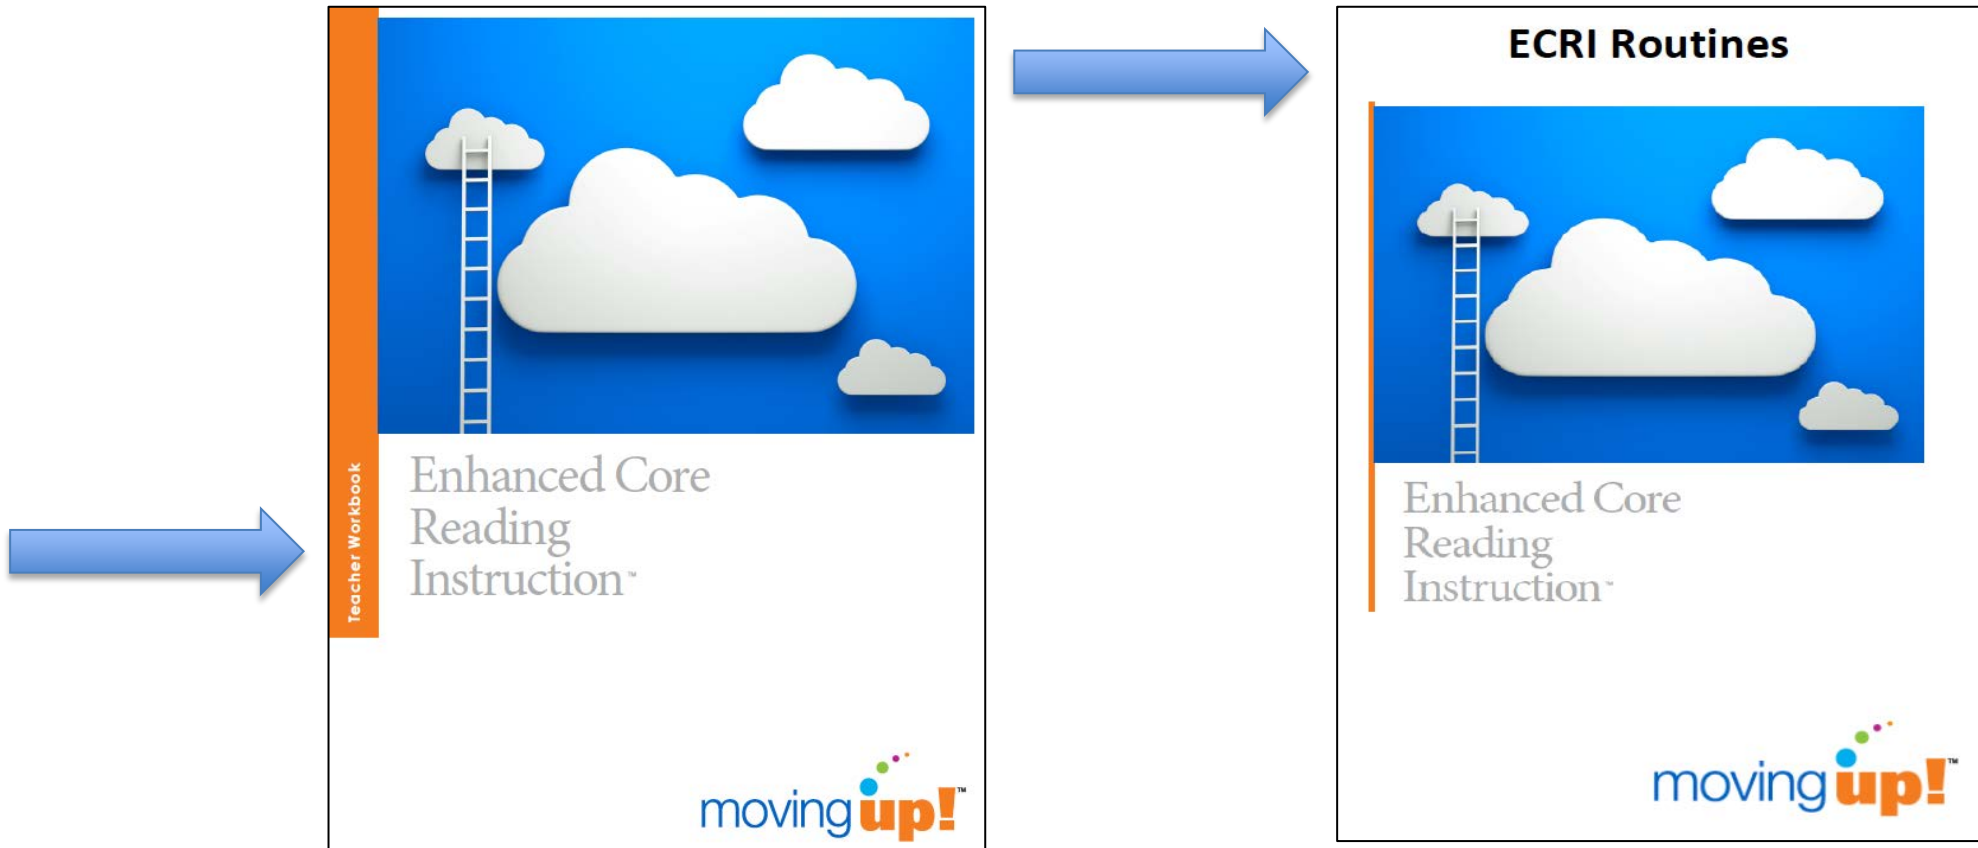 Teacher Workbook
Enhanced Core
Reading
Instruction™
moving up!™
ECRI Routines
Enhanced Core
Reading
Instruction™
moving up!™